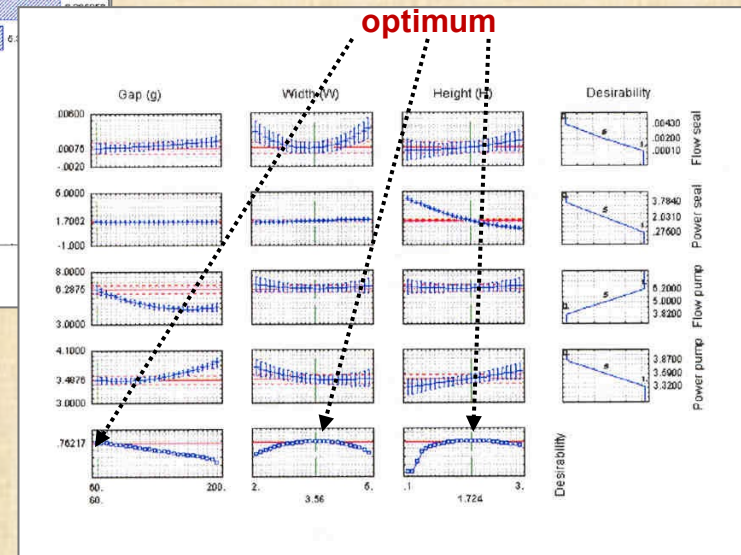 optimum
Gap (g) Width (W) Height (H) Desirability
.00600
.00076
-.0020
.00430
.00200
.00010
Flow seal
6.0000
1.7002
-1.000
3.7840
2.0310
.27600
Power seal
8.0000
6.2875
3.0000
6.2000
5.0000
3.8200
Flow pump
4.1000
3.4076
3.0000
3.8700
3.5900
3.3200
Power pump
.76217
Desirability
60. 200. 2. 6. .1 3.
60. 3.56 1.724